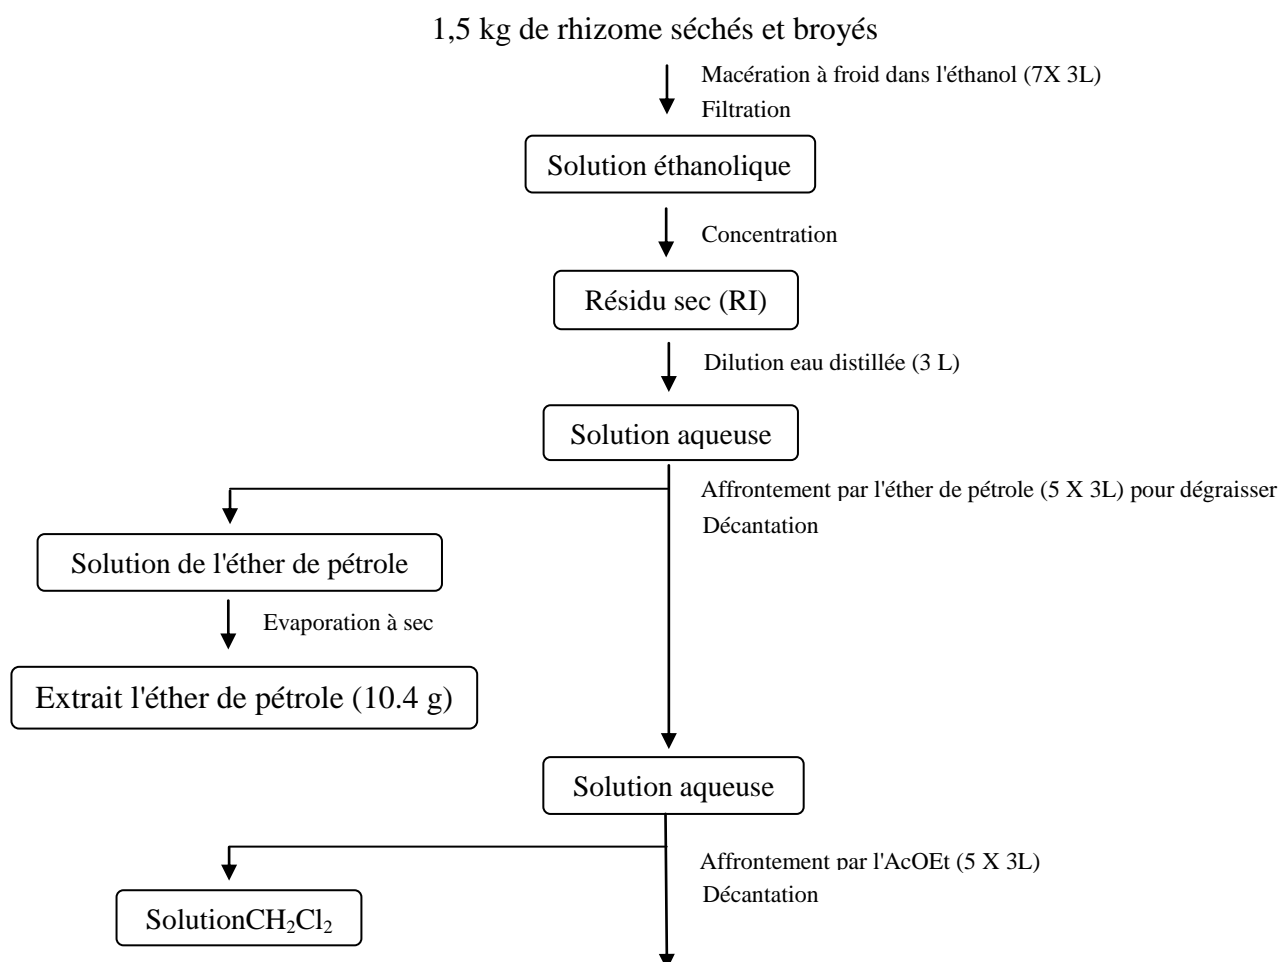 1,5 kg de rhizome séchés et broyés
Macération à froid dans l'éthanol (7X 3L)
Filtration
Solution éthanolique
Concentration
Résidu sec (RI)
Dilution eau distillée (3 L)
Solution aqueuse
Affrontement par l'éther de pétrole (5 X 3L) pour dégraisser
Décantation
Solution de l'éther de pétrole
Evaporation à sec
Extrait l'éther de pétrole (10.4 g)
Solution aqueuse
Affrontement par l'AcOEt (5 X 3L)
Décantation
SolutionCH₂Cl₂